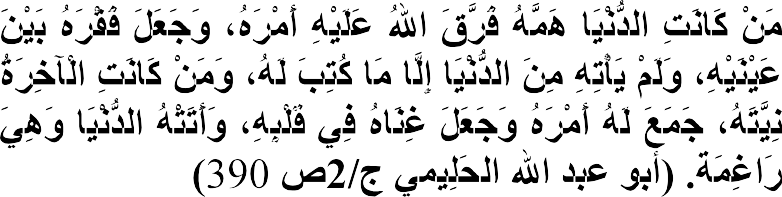 مَنْ كَانَتِ الدُّنْيَا هَمَّهُ فَرَّقَ اللهُ عَلَيْهِ أَمْرَهُ، وَجَعَلَ فَقْرَهُ بَيْنَ
عَيْنَيْهِ، وَلَمْ يَأْتِهِ مِنَ الدُّنْيَا إِلَّا مَا كُتِبَ لَهُ، وَمَنْ كَانَتِ الْآخِرَةُ
نِيَّتَهُ، جَمَعَ لَهُ أَمْرَهُ وَجَعَلَ غِنَاهُ فِي قَلْبِهِ، وَأَتَتْهُ الدُّنْيَا وَهِيَ
رَاغِمَة. (أبو عبد الله الحَلِيمي ج/2ص 390)